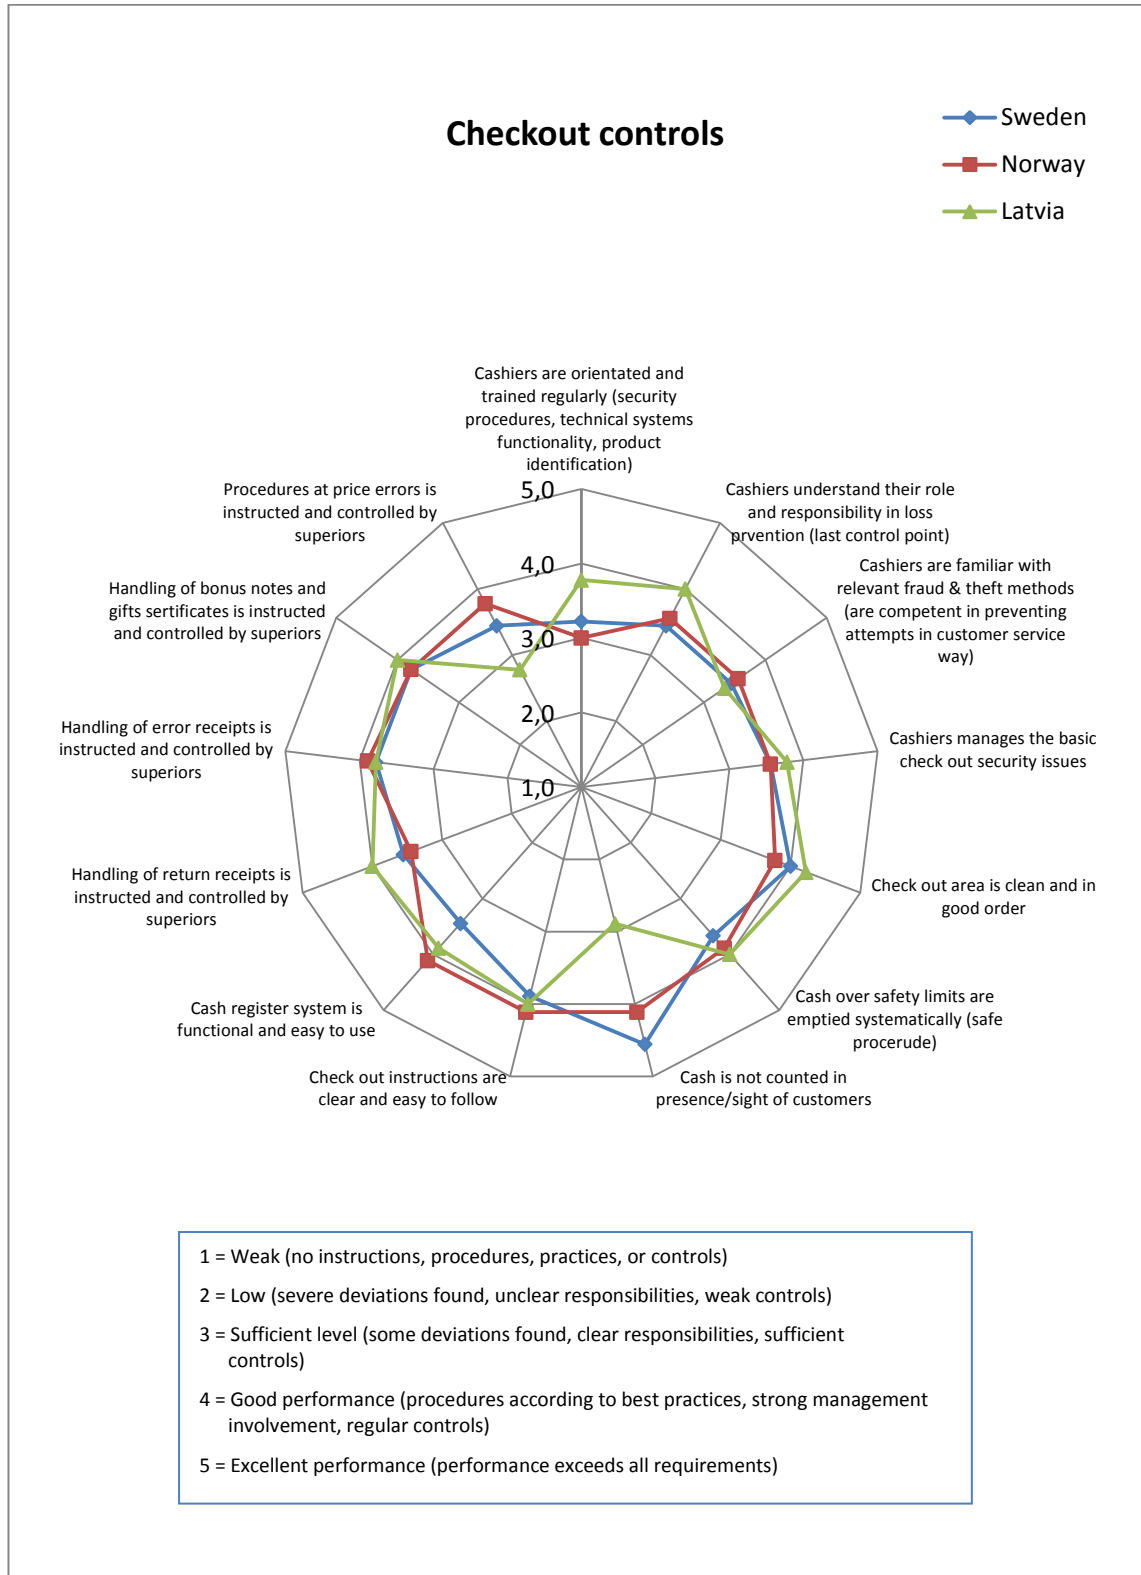 Checkout controls
Sweden
Norway
Latvia
Cashiers are orientated and
trained regularly (security
procedures, technical systems
functionality, product
identification)
Cashiers understand their role
and responsibility in loss
prvention (last control point)
Cashiers are familiar with
relevant fraud & theft methods
(are competent in preventing
attempts in customer service
way)
Cashiers manages the basic
check out security issues
Check out area is clean and in
good order
Cash over safety limits are
emptied systematically (safe
procerude)
Cash is not counted in
presence/sight of customers
Check out instructions are
clear and easy to follow
Cash register system is
functional and easy to use
Handling of return receipts is
instructed and controlled by
superiors
Handling of error receipts is
instructed and controlled by
superiors
Handling of bonus notes and
gifts sertificates is instructed
and controlled by superiors
Procedures at price errors is
instructed and controlled by
superiors
5,0
4,0
3,0
2,0
1,0
1 = Weak (no instructions, procedures, practices, or controls)
2 = Low (severe deviations found, unclear responsibilities, weak controls)
3 = Sufficient level (some deviations found, clear responsibilities, sufficient
controls)
4 = Good performance (procedures according to best practices, strong management
involvement, regular controls)
5 = Excellent performance (performance exceeds all requirements)